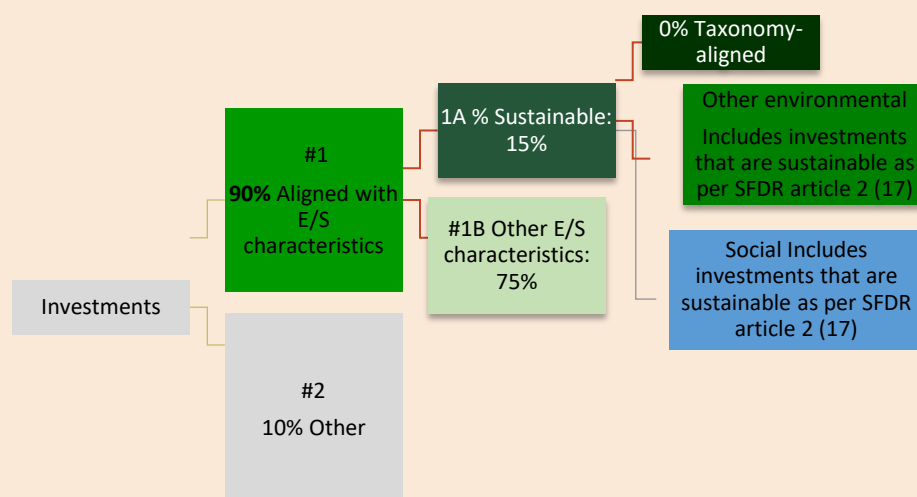 Investments
#1
90% Aligned with
E/S
characteristics
#2
10% Other
1A % Sustainable:
15%
#1B Other E/S
characteristics:
75%
0% Taxonomy-
aligned
Other environmental
Includes investments
that are sustainable as
per SFDR article 2 (17)
Social Includes
investments that are
sustainable as per SFDR
article 2 (17)